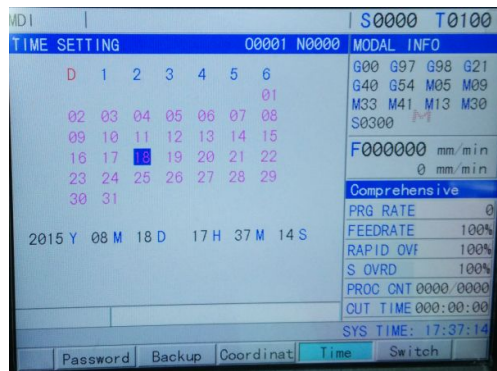 MDI
S0000 T0100
TIME SETTING O0001 N0000
MODAL INFO
D 1 2 3 4 5 6
01
02 03 04 05 06 07 08
09 10 11 12 13 14 15
16 17 18 19 20 21 22
23 24 25 26 27 28 29
30 31
2015 Y 08 M 18 D 17 H 37 M 14 S
G00 G97 G98 G21
G40 G54 M05 M09
M33 M41 M13 M30
S0300
M
F000000 mm/min
0 mm/min
Comprehensive
PRG RATE 0
FEEDRATE 100%
RAPID OVR 100%
S OVRD 100%
PROC CNT 0000/0000
CUT TIME 000:00:00
SYS TIME: 17:37:14
Password Backup Coordinat Time Switch